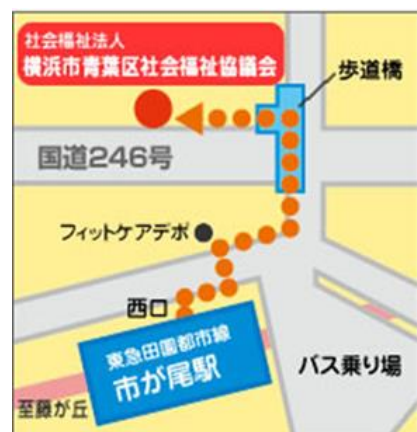 社会福祉法人
横浜市青葉区社会福祉協議会
歩道橋
国道246号
フィットケアデポ
西口
東急田園都市線
市が尾駅
バス乗り場
至藤が丘